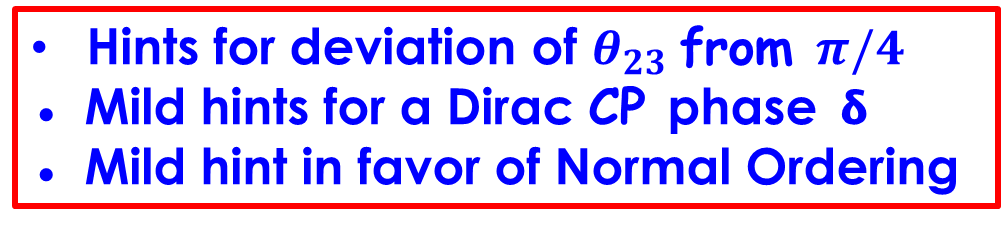 • Hints for deviation of θ₂₃ from π/4
• Mild hints for a Dirac CP phase δ
• Mild hint in favor of Normal Ordering